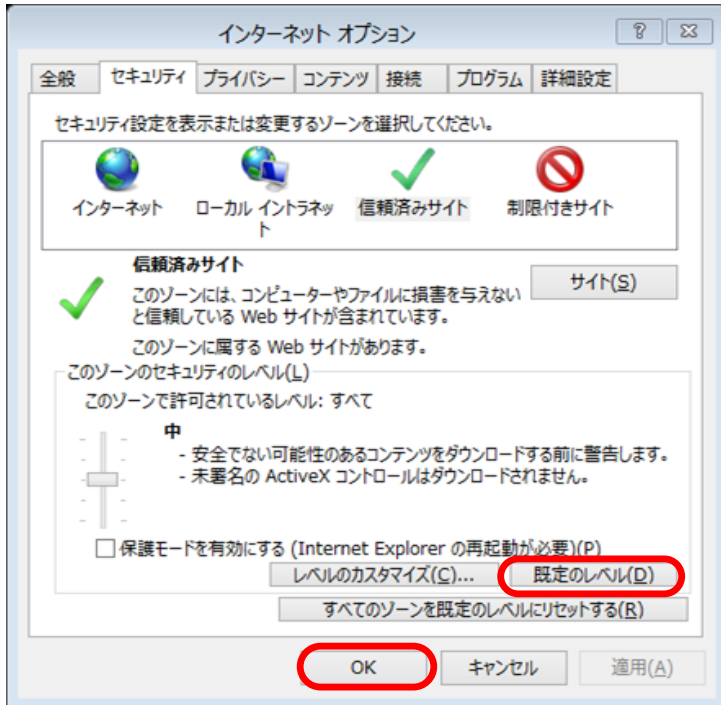 インターネット オプション
全般 セキュリティ プライバシー コンテンツ 接続 プログラム 詳細設定
セキュリティ設定を表示または変更するゾーンを選択してください。
インターネット ローカル イントラネッ 信頼済みサイト 制限付きサイト
ト
信頼済みサイト
サイト(S)
このゾーンには、コンピューターやファイルに損害を与えない
と信頼している Web サイトが含まれています。
このゾーンに属する Web サイトがあります。
このゾーンのセキュリティのレベル(L)
このゾーンで許可されているレベル: すべて
中
- 安全でない可能性のあるコンテンツをダウンロードする前に警告します。
- 未署名の ActiveX コントロールはダウンロードされません。
保護モードを有効にする (Internet Explorer の再起動が必要)(P)
レベルのカスタマイズ(C)... 既定のレベル(D)
すべてのゾーンを既定のレベルにリセットする(R)
OK キャンセル 適用(A)